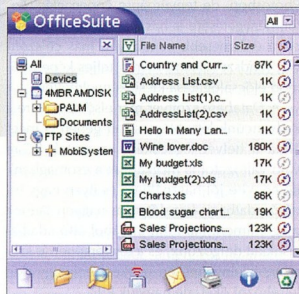 OfficeSuite
All
File Name Size
All
Device
4MBRAMDISK
PALM
Documents
FTP Sites
MobiSystem
Country and Curr... 87K
Address List.csv 1K
Address List(1).c... 1K
AddressList(2).csv 1K
Hello In Many Lan... 1K
Wine lover.doc 180K
My budget.xls 17K
My budget(2).xls 17K
Charts.xls 86K
Blood sugar chart... 19K
Sales Projections... 123K
Sales Projections... 123K